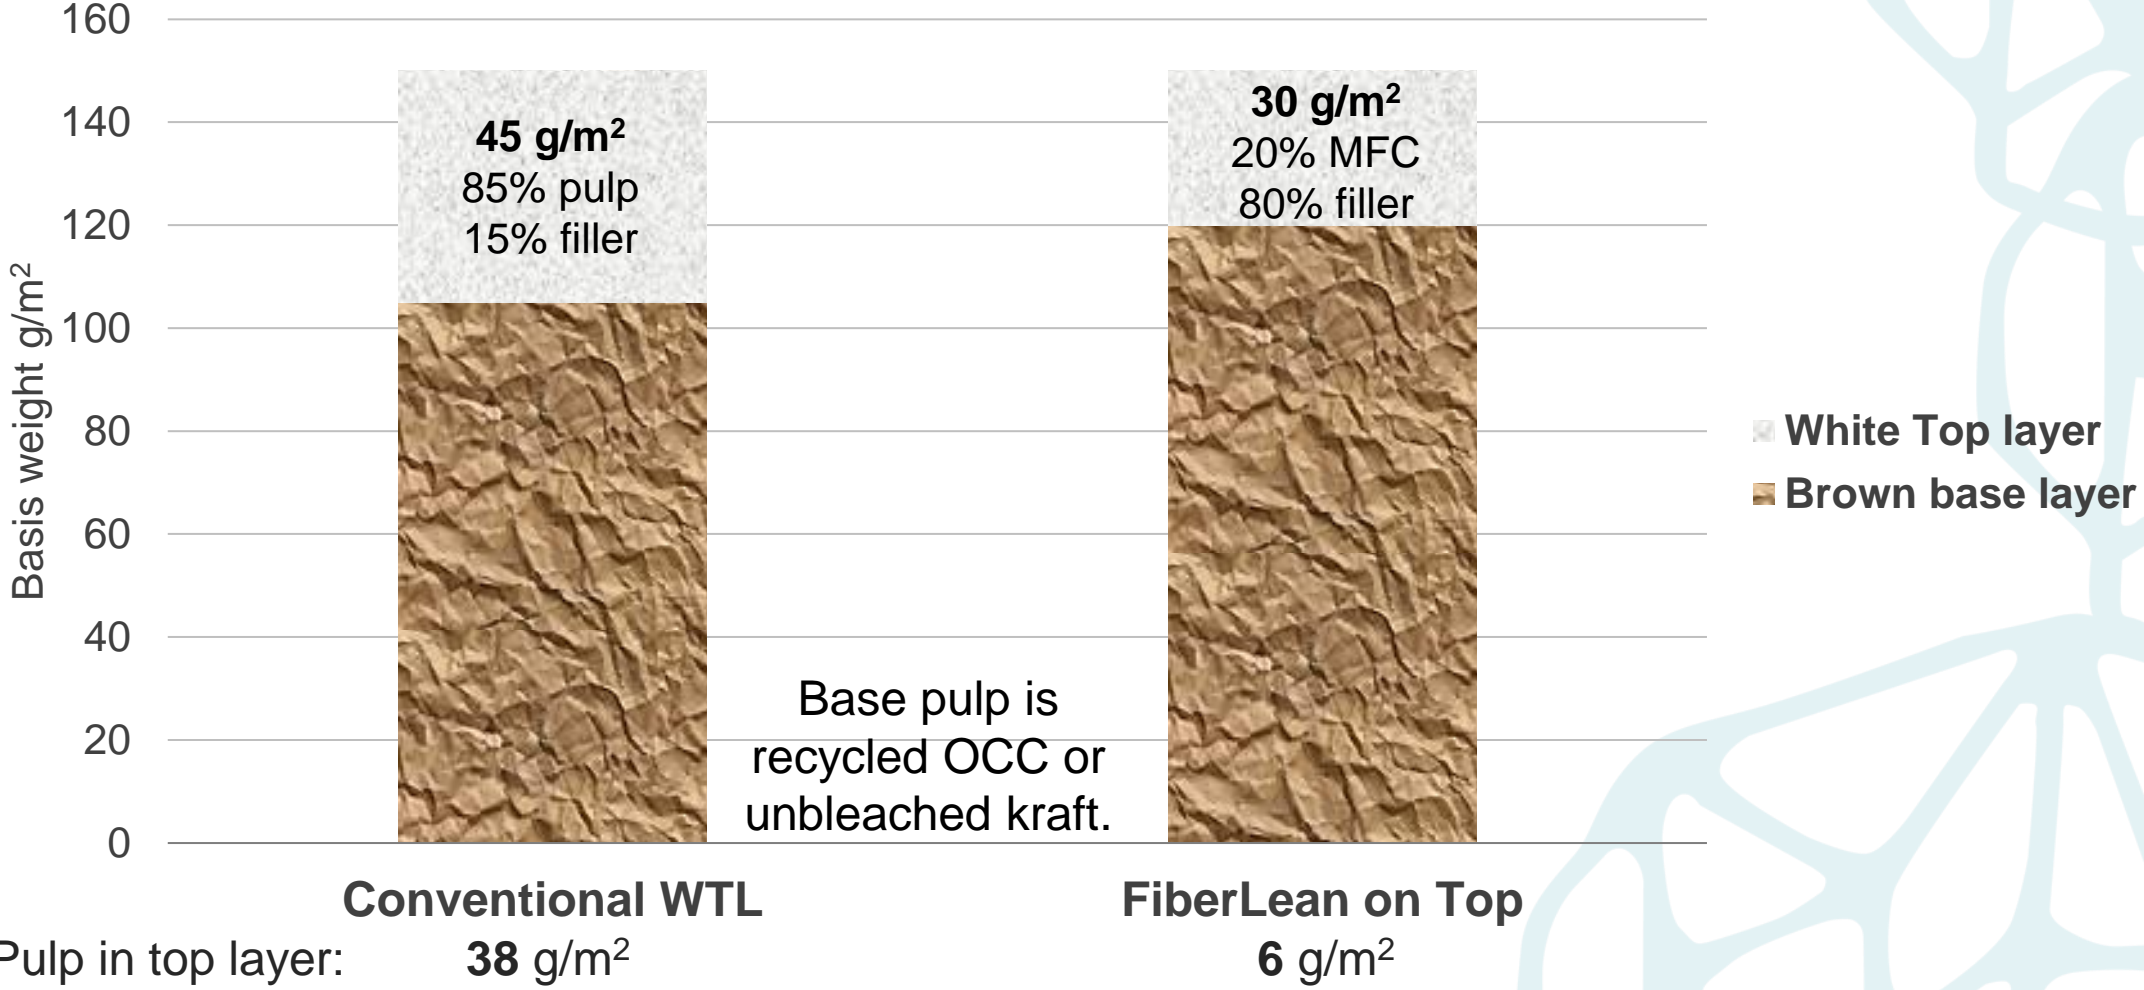 160
140
120
100
80
60
40
20
0
Basis weight g/m²
45 g/m²
85% pulp
15% filler
30 g/m²
20% MFC
80% filler
White Top layer
Brown base layer
Base pulp is
recycled OCC or
unbleached kraft.
Conventional WTL
FiberLean on Top
Pulp in top layer: 38 g/m² 6 g/m²